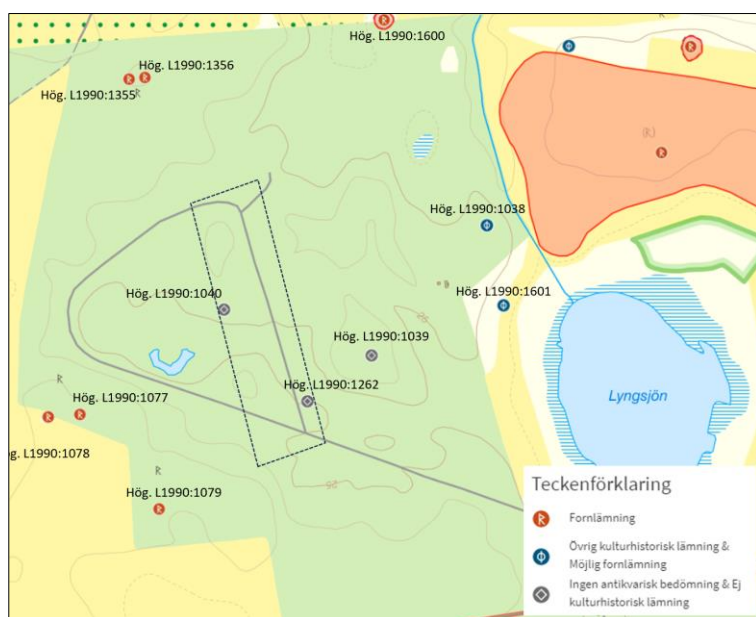 Hög. L1990:1600
Hög. L1990:1356
Hög. L1990:1355
R
(R)
Hög. L1990:1038
Hög. L1990:1040
Hög. L1990:1601
Hög. L1990:1039
Hög. L1990:1262
R
Hög. L1990:1077
Lyngsjön
g. L1990:1078
R
Hög. L1990:1079
Teckenförklaring
Fornlämning
Övrig kulturhistorisk lämning &
Möjlig fornlämning
Ingen antikvarisk bedömning & Ej
kulturhistorisk lämning